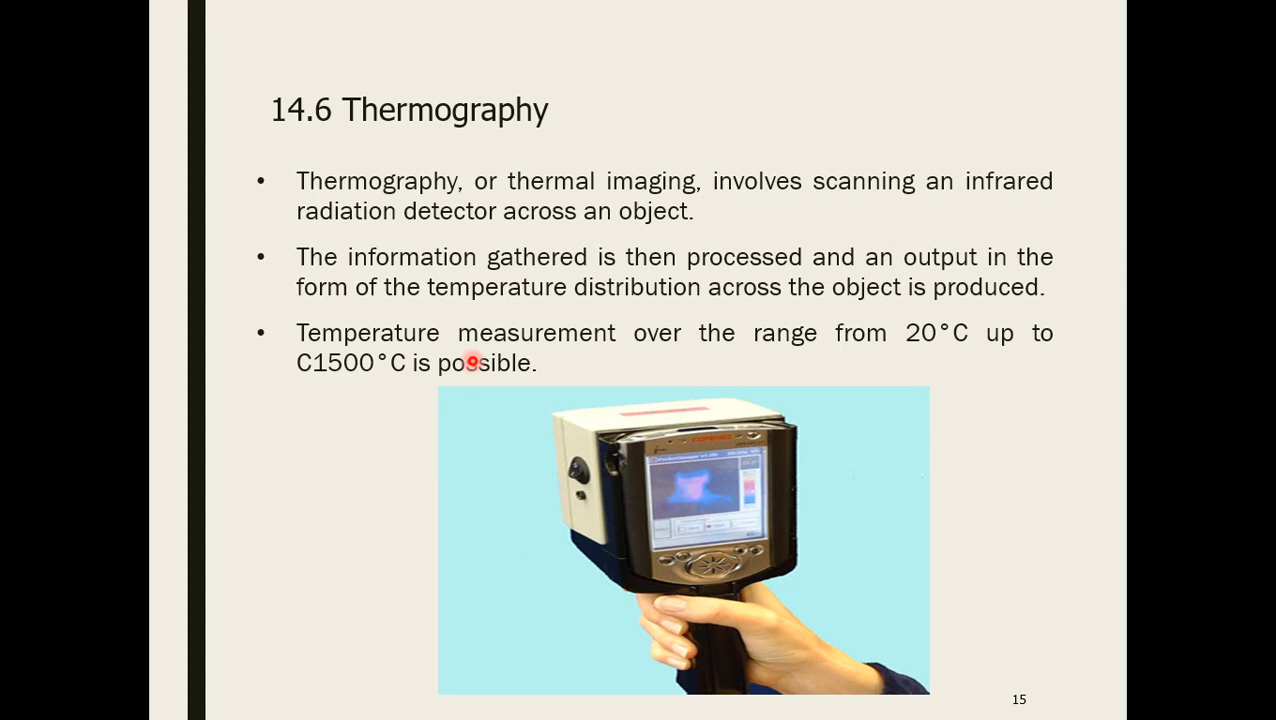 14.6 Thermography
• Thermography, or thermal imaging, involves scanning an infrared
radiation detector across an object.
• The information gathered is then processed and an output in the
form of the temperature distribution across the object is produced.
• Temperature measurement over the range from 20°C up to
C1500°C is possible.
COMPAQ
15